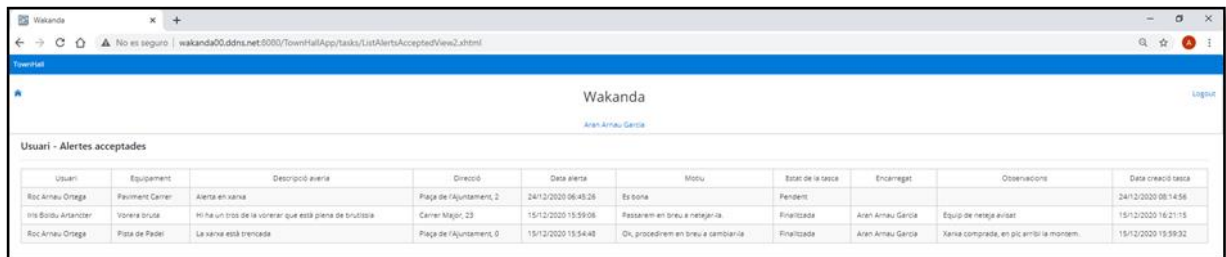 Wakanda
No es seguro | wakanda00.ddns.net:8080/TownHallApp/tasks/ListAlertsAcceptedView2.xhtml
A
TownHall
Wakanda
Logout
Aran Arnau Garcia
Usuari - Alertes acceptades
Usuari Equipament Descripció averia Direcció Data alerta Motiu Estat de la tasca Encarregat Observacions Data creació tasca
Roc Arnau Ortega Paviment Carrer Alerta en xarxa Plaça de l'Ajuntament, 2 24/12/2020 06:45:26 Es bona Pendent 24/12/2020 08:14:56
Iris Boldu Artancter Vorera bruta Hi ha un tros de la vorerar que està plena de brutissia Carrer Major, 23 15/12/2020 15:59:06 Passarem en breu a netejar-la. Finalitzada Aran Arnau Garcia Equip de neteja avisat 15/12/2020 16:21:15
Roc Arnau Ortega Pista de Padel La xarxa està trencada Plaça de l'Ajuntament, 0 15/12/2020 15:54:48 Ok, procedirem en breu a cambiar-la Finalitzada Aran Arnau Garcia Xarxa comprada, en pic arribi la montem. 15/12/2020 15:59:32